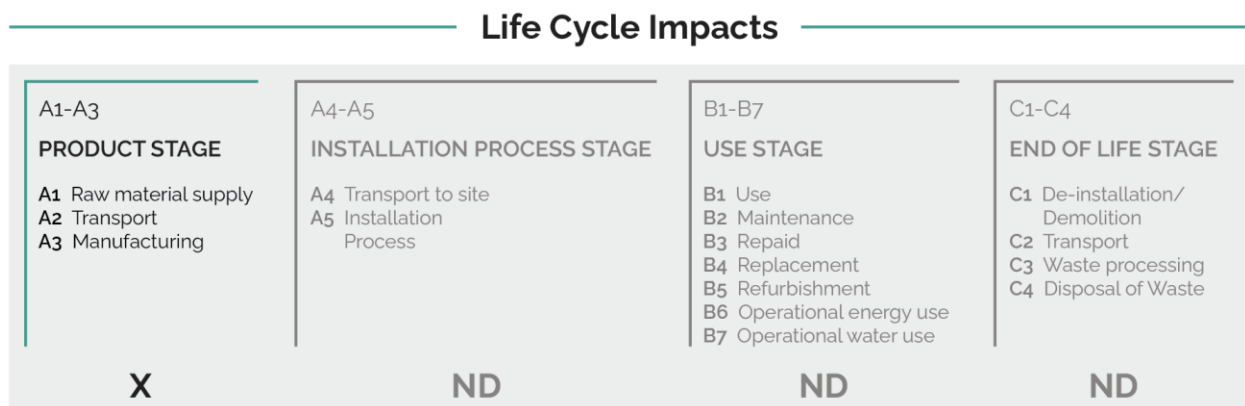 Life Cycle Impacts
A1-A3
PRODUCT STAGE
A1 Raw material supply
A2 Transport
A3 Manufacturing
X
A4-A5
INSTALLATION PROCESS STAGE
A4 Transport to site
A5 Installation
Process
ND
B1-B7
USE STAGE
B1 Use
B2 Maintenance
B3 Repaid
B4 Replacement
B5 Refurbishment
B6 Operational energy use
B7 Operational water use
ND
C1-C4
END OF LIFE STAGE
C1 De-installation/
Demolition
C2 Transport
C3 Waste processing
C4 Disposal of Waste
ND